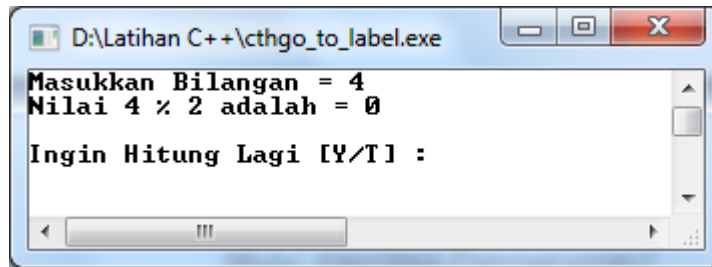 D:\Latihan C++\cthgo_to_label.exe
Masukkan Bilangan = 4
Nilai 4 % 2 adalah = 0
Ingin Hitung Lagi [Y/T] :